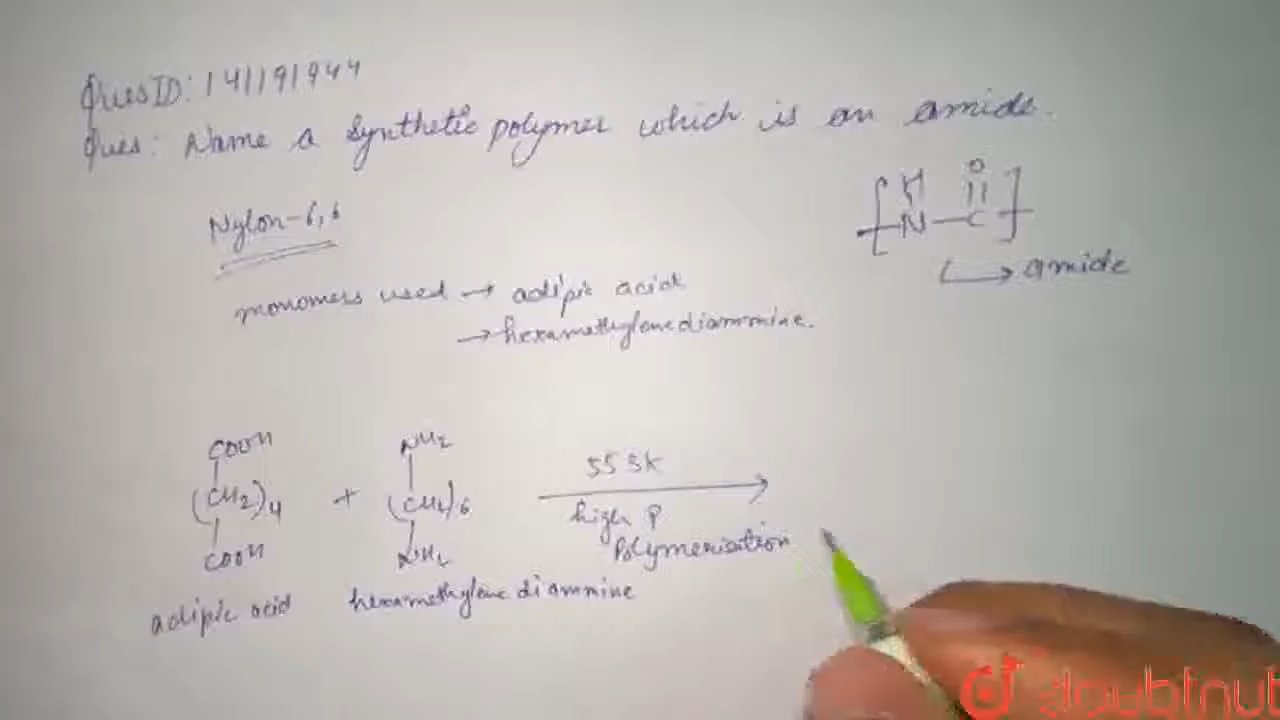 QuesID: 141191944
Ques: Name a Synthetic polymer which is an amide.
H O
N — C
amide
Nylon-6,6
monomers used → adipic acid
→ hexamethylenediammine.
COOH NH2
(CH2)4 + (CH2)6 553K
COOH NH2 high P
Polymerisation
adipic acid hexamethylene diammine
doubtnut